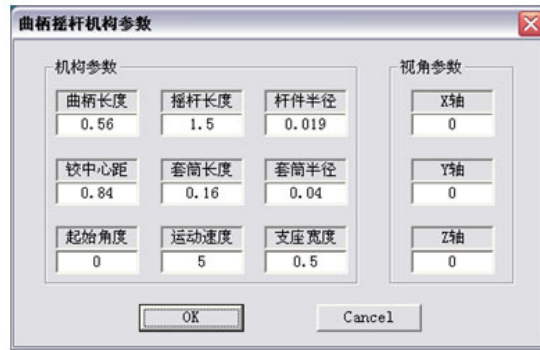 曲柄摇杆机构参数
机构参数 视角参数
曲柄长度 摇杆长度 杆件半径 X轴
0.56 1.5 0.019 0
铰中心距 套筒长度 套筒半径 Y轴
0.84 0.16 0.04 0
起始角度 运动速度 支座宽度 Z轴
0 5 0.5 0
OK Cancel